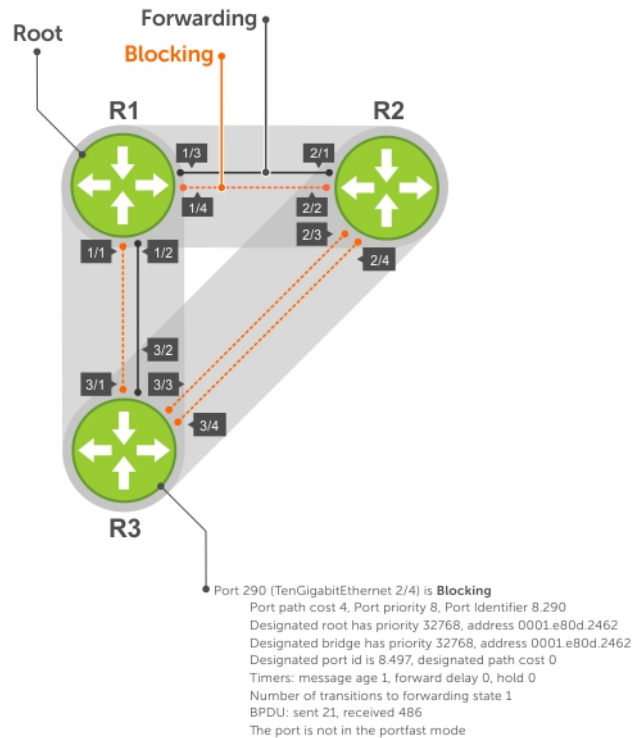 Forwarding
Root
Blocking
R1
R2
1/3
2/1
1/4
2/2
2/3
1/1
1/2
2/4
3/2
3/1
3/3
3/4
R3
Port 290 (TenGigabitEthernet 2/4) is Blocking
Port path cost 4, Port priority 8, Port Identifier 8.290
Designated root has priority 32768, address 0001.e80d.2462
Designated bridge has priority 32768, address 0001.e80d.2462
Designated port id is 8.497, designated path cost 0
Timers: message age 1, forward delay 0, hold 0
Number of transitions to forwarding state 1
BPDU: sent 21, received 486
The port is not in the portfast mode